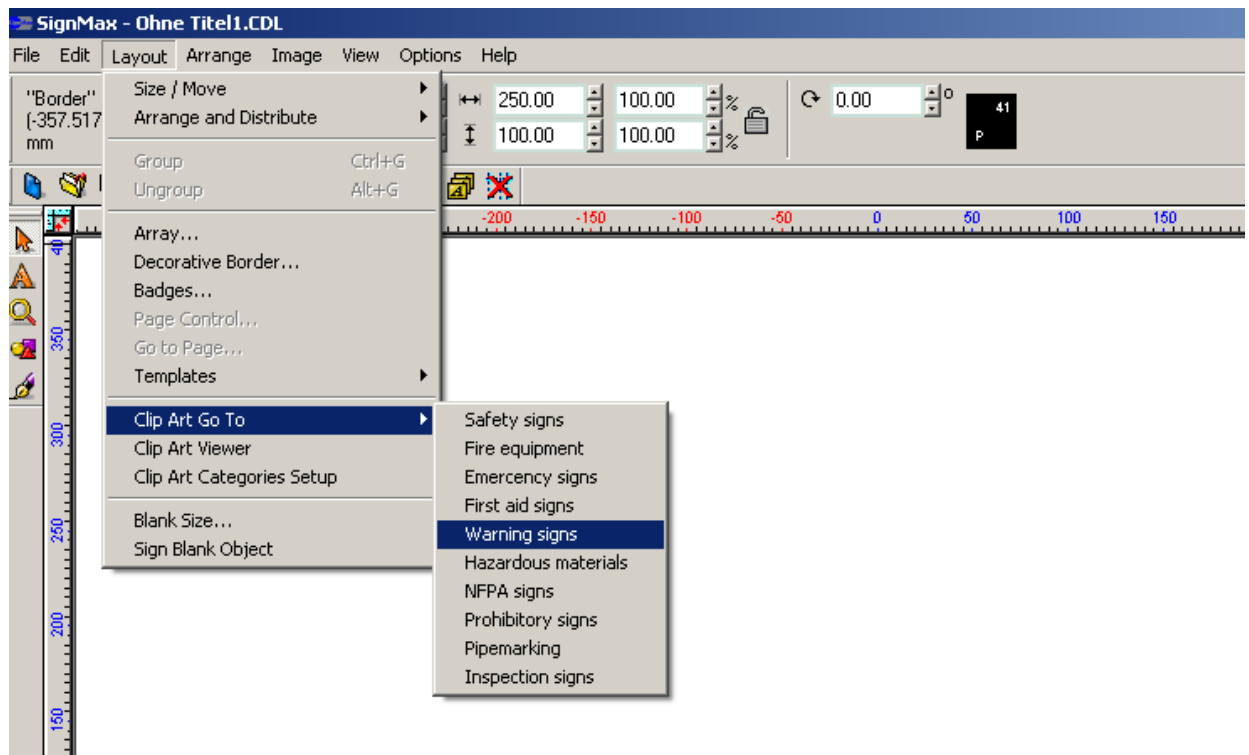 SignMax - Ohne Titel1.CDL
File Edit Layout Arrange Image View Options Help
"Border"
(-357.517
mm
250.00 100.00 %
100.00 100.00 %
0.00 °
41
P
Size / Move
Arrange and Distribute
Group Ctrl+G
Ungroup Alt+G
Array...
Decorative Border...
Badges...
Page Control...
Go to Page...
Templates
Clip Art Go To
Clip Art Viewer
Clip Art Categories Setup
Blank Size...
Sign Blank Object
Safety signs
Fire equipment
Emercency signs
First aid signs
Warning signs
Hazardous materials
NFPA signs
Prohibitory signs
Pipemarking
Inspection signs
-200 -150 -100 -50 0 50 100 150
40
350
300
250
200
150